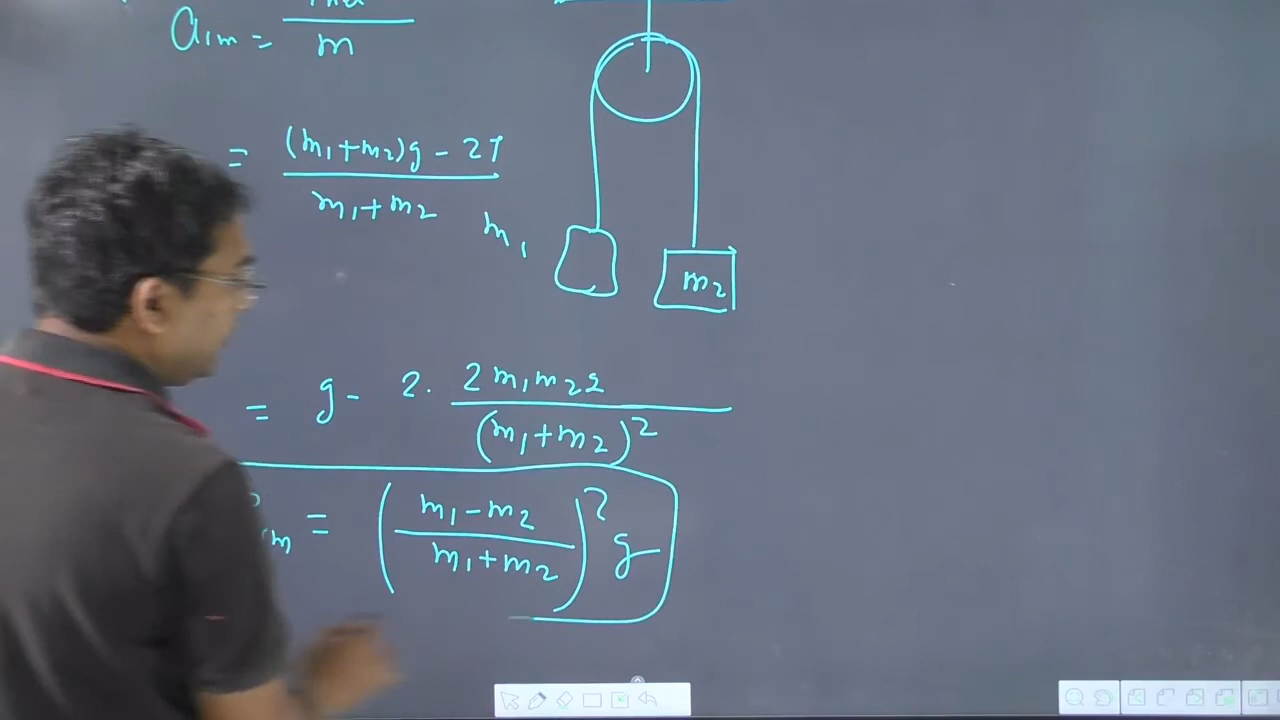 a₁ₘ =
m
= (m₁+m₂)g - 2T
m₁+m₂
m₁
m₂
= g - 2. 2m₁m₂g
(m₁+m₂)²
m = (m₁-m₂ / m₁+m₂)² g